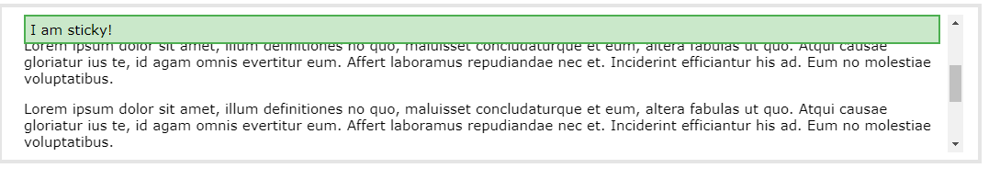 I am sticky!
Lorem ipsum dolor sit amet, illum definitiones no quo, maluisset concludaturque et eum, altera fabulas ut quo. Atqui causae
gloriatur ius te, id agam omnis evertitur eum. Affert laboramus repudiandae nec et. Inciderint efficiantur his ad. Eum no molestiae
voluptatibus.
Lorem ipsum dolor sit amet, illum definitiones no quo, maluisset concludaturque et eum, altera fabulas ut quo. Atqui causae
gloriatur ius te, id agam omnis evertitur eum. Affert laboramus repudiandae nec et. Inciderint efficiantur his ad. Eum no molestiae
voluptatibus.